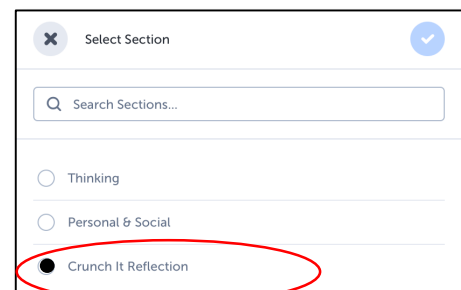 Select Section
Search Sections...
Thinking
Personal & Social
Crunch It Reflection